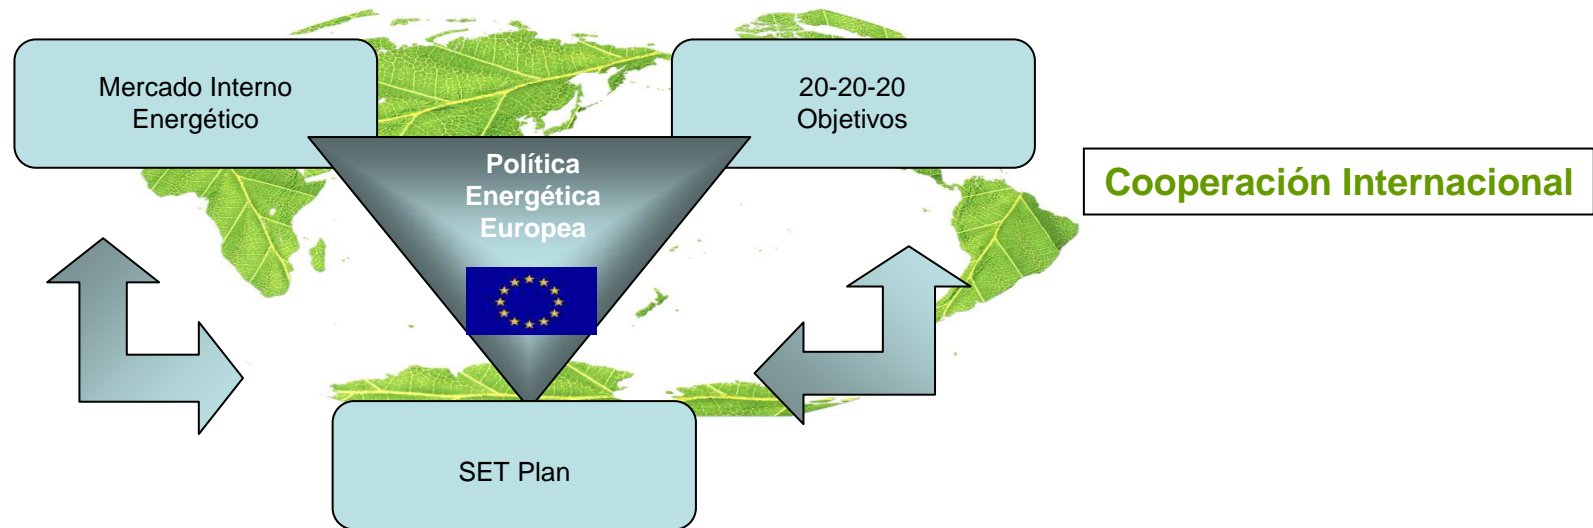 Mercado Interno
Energético
20-20-20
Objetivos
Política
Energética
Europea
Cooperación Internacional
SET Plan